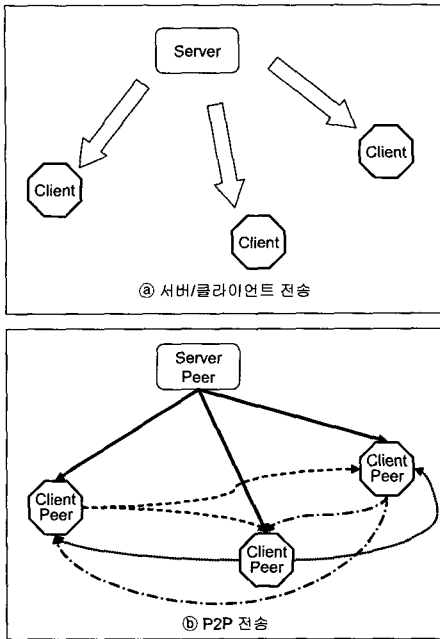 Server
Client
Client
Client
ⓐ 서버/클라이언트 전송
Server
Peer
Client
Peer
Client
Peer
Client
Peer
ⓑ P2P 전송